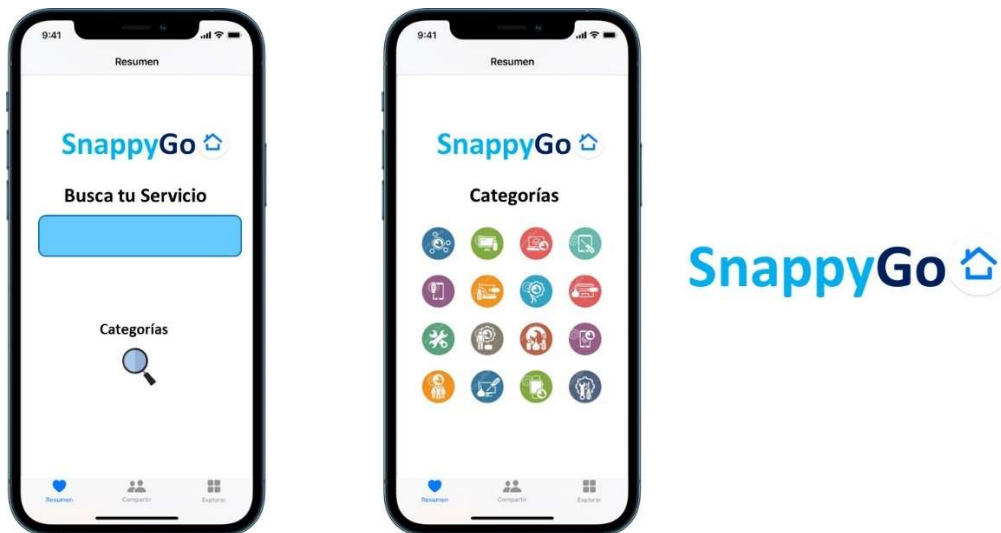 9:41
Resumen
SnappyGo
Busca tu Servicio
Categorías
Resumen
Compartir
Explorar
9:41
Resumen
SnappyGo
Categorías
Resumen
Compartir
Explorar
SnappyGo